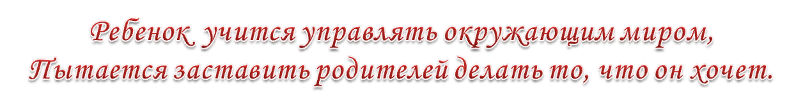 Ребенок учится управлять окружающим миром,
Пытается заставить родителей делать то, что он хочет.